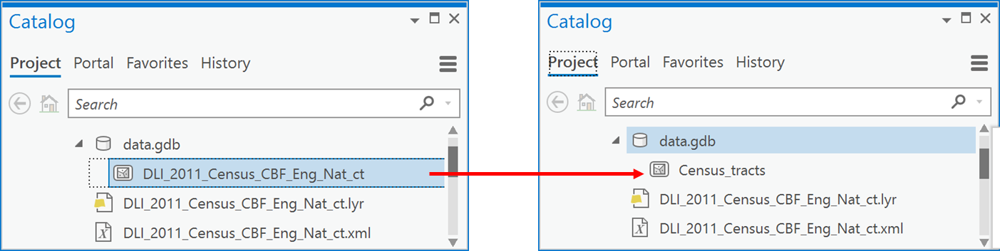 Catalog
Project Portal Favorites History
Search
data.gdb
DLI_2011_Census_CBF_Eng_Nat_ct
DLI_2011_Census_CBF_Eng_Nat_ct.lyr
DLI_2011_Census_CBF_Eng_Nat_ct.xml
Catalog
Project Portal Favorites History
Search
data.gdb
Census_tracts
DLI_2011_Census_CBF_Eng_Nat_ct.lyr
DLI_2011_Census_CBF_Eng_Nat_ct.xml